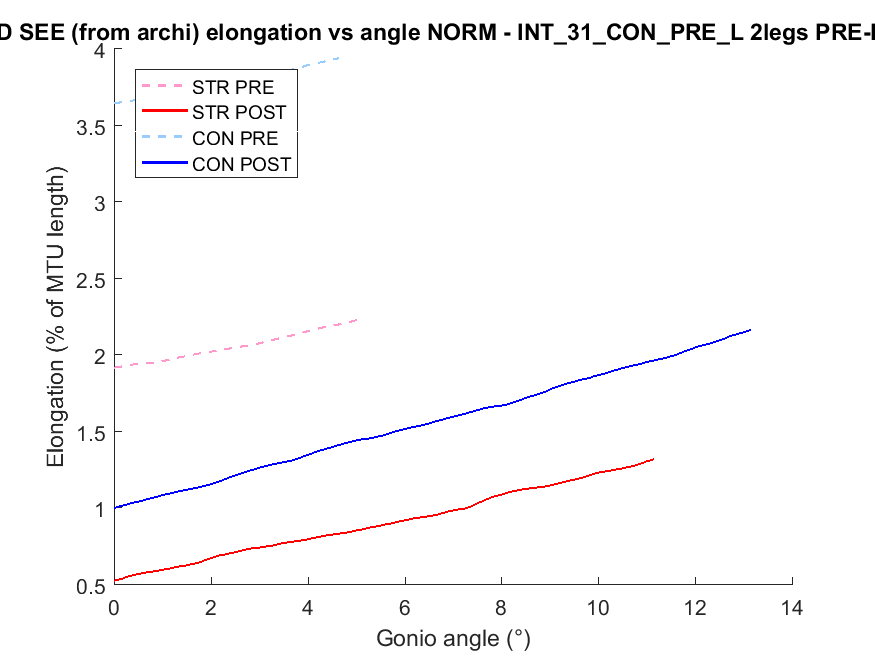 D SEE (from archi) elongation vs angle NORM - INT_31_CON_PRE_L 2legs PRE-
4
3.5
3
2.5
2
1.5
1
0.5
Elongation (% of MTU length)
STR PRE
STR POST
CON PRE
CON POST
0 2 4 6 8 10 12 14
Gonio angle (°)